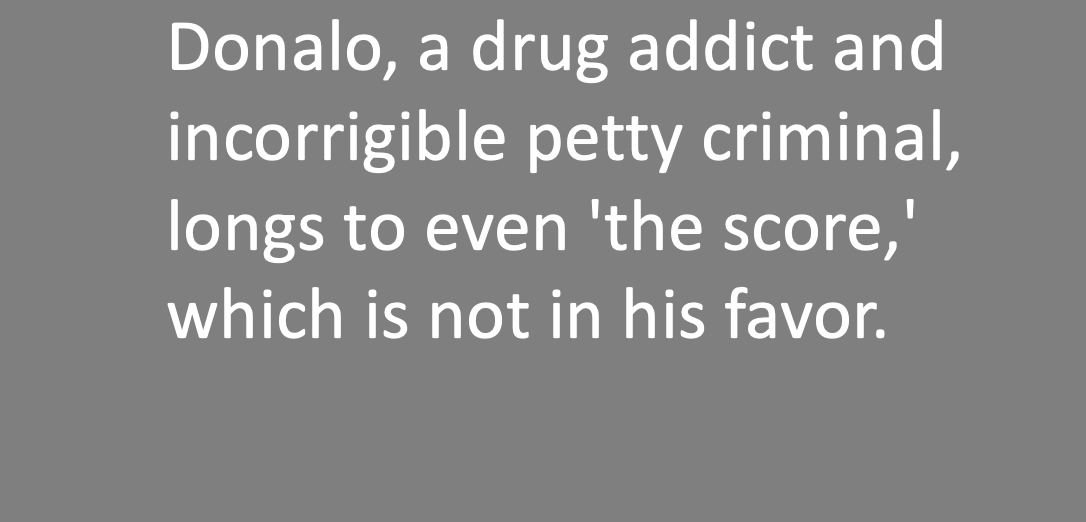 Donalo, a drug addict and
incorrigible petty criminal,
longs to even 'the score,'
which is not in his favor.